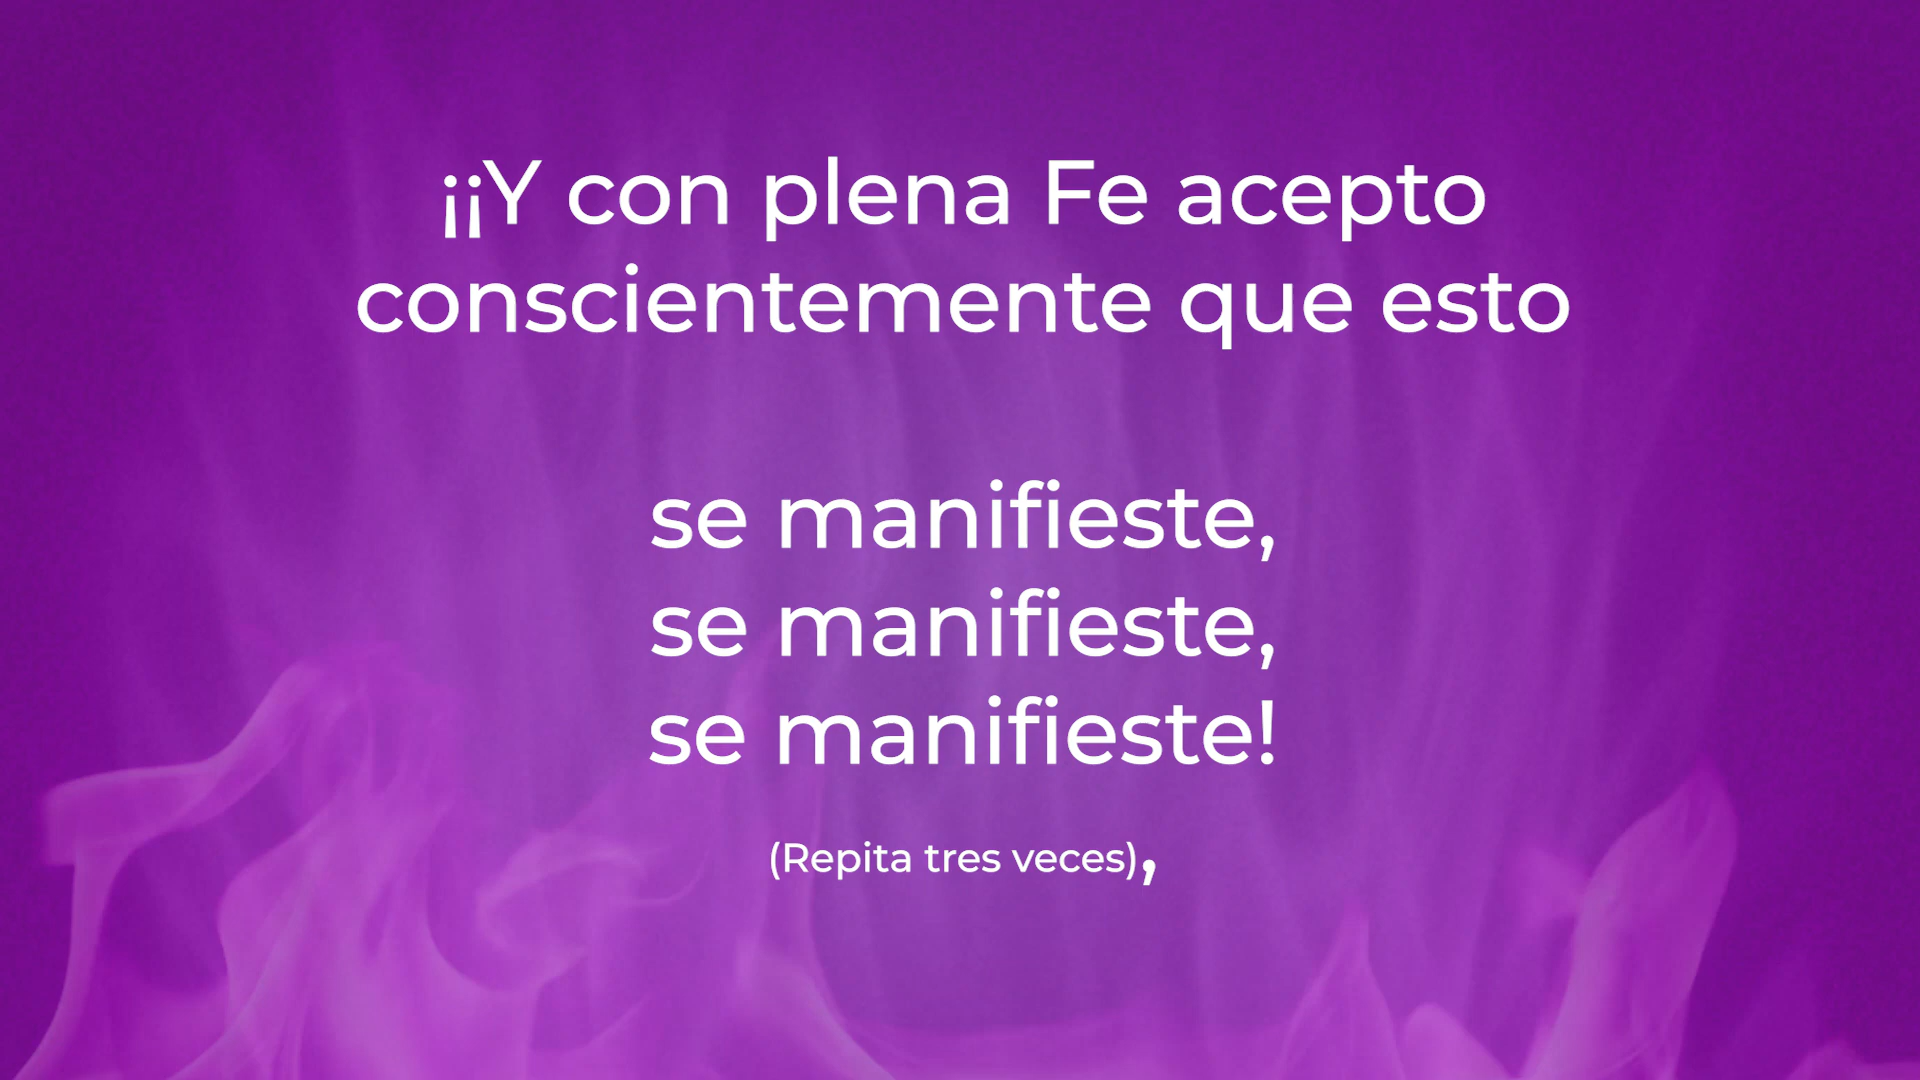 ¡¡Y con plena Fe acepto
conscientemente que esto
se manifieste,
se manifieste,
se manifieste!
(Repita tres veces),